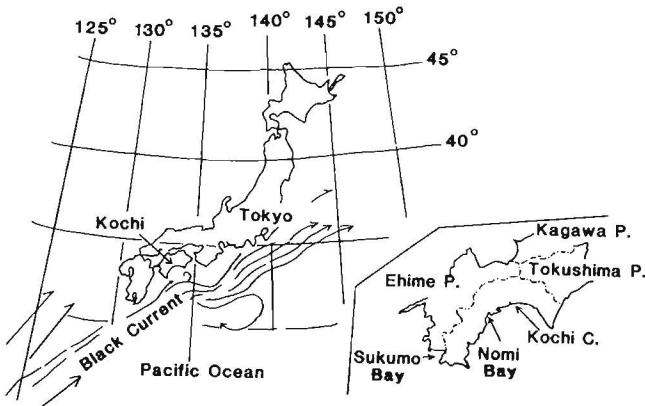 125° 130° 135° 140° 145° 150°
45°
40°
Kochi
Tokyo
Black Current
Pacific Ocean
Kagawa P.
Ehime P.
Tokushima P.
Kochi C.
Nomi
Bay
Sukumo
Bay